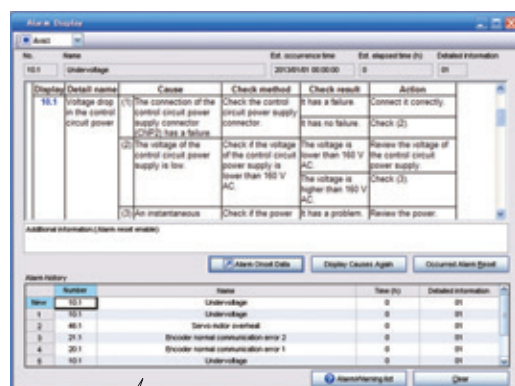 Alarm Display
Axis1
No. Name Est. occurrence time Est. elapsed time (h) Detailed information
10.1 Undervoltage 2013/01/01 00:00:00 0 01
Display Detail name Cause Check method Check result Action
10.1 Voltage drop in the control circuit power (1) The connection of the control circuit power supply connector (CNP2) has a failure. Check the control circuit power supply connector. It has a failure. Connect it correctly.
It has no failure. Check (2).
(2) The voltage of the control circuit power supply is low. Check if the voltage of the control circuit power supply is lower than 160 V AC. The voltage is lower than 160 V AC. Review the voltage of the control circuit power supply.
The voltage is higher than 160 V AC. Check (3).
(3) An instantaneous Check if the power It has a problem. Review the power.
Additional information (Alarm reset enable)
Alarm Onset Data Display Causes Again Occurred Alarm Reset
Alarm history
Number Name Time (h) Detailed information
New 10.1 Undervoltage 0 01
1 10.1 Undervoltage 0 01
2 46.1 Servo motor overheat 0 01
3 21.1 Encoder normal communication error 2 0 01
4 20.1 Encoder normal communication error 1 0 01
5 10.1 Undervoltage 0 01
Alarm/Warning list Clear